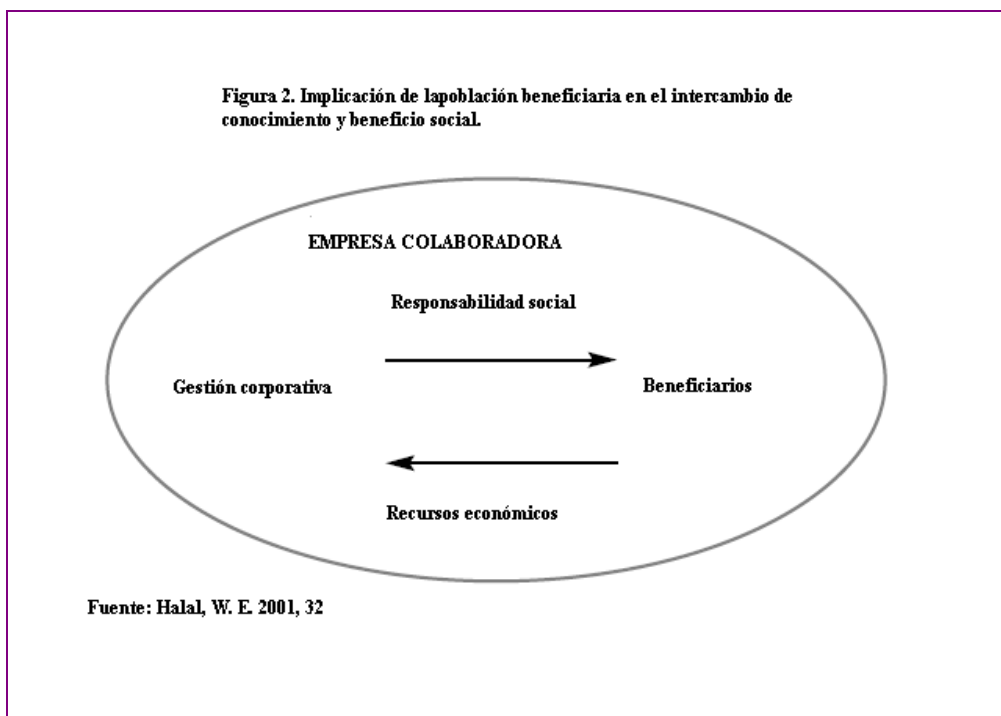 Figura 2. Implicación de lapoblación beneficiaria en el intercambio de
conocimiento y beneficio social.
EMPRESA COLABORADORA
Responsabilidad social
Gestión corporativa
Beneficiarios
Recursos económicos
Fuente: Halal, W. E. 2001, 32